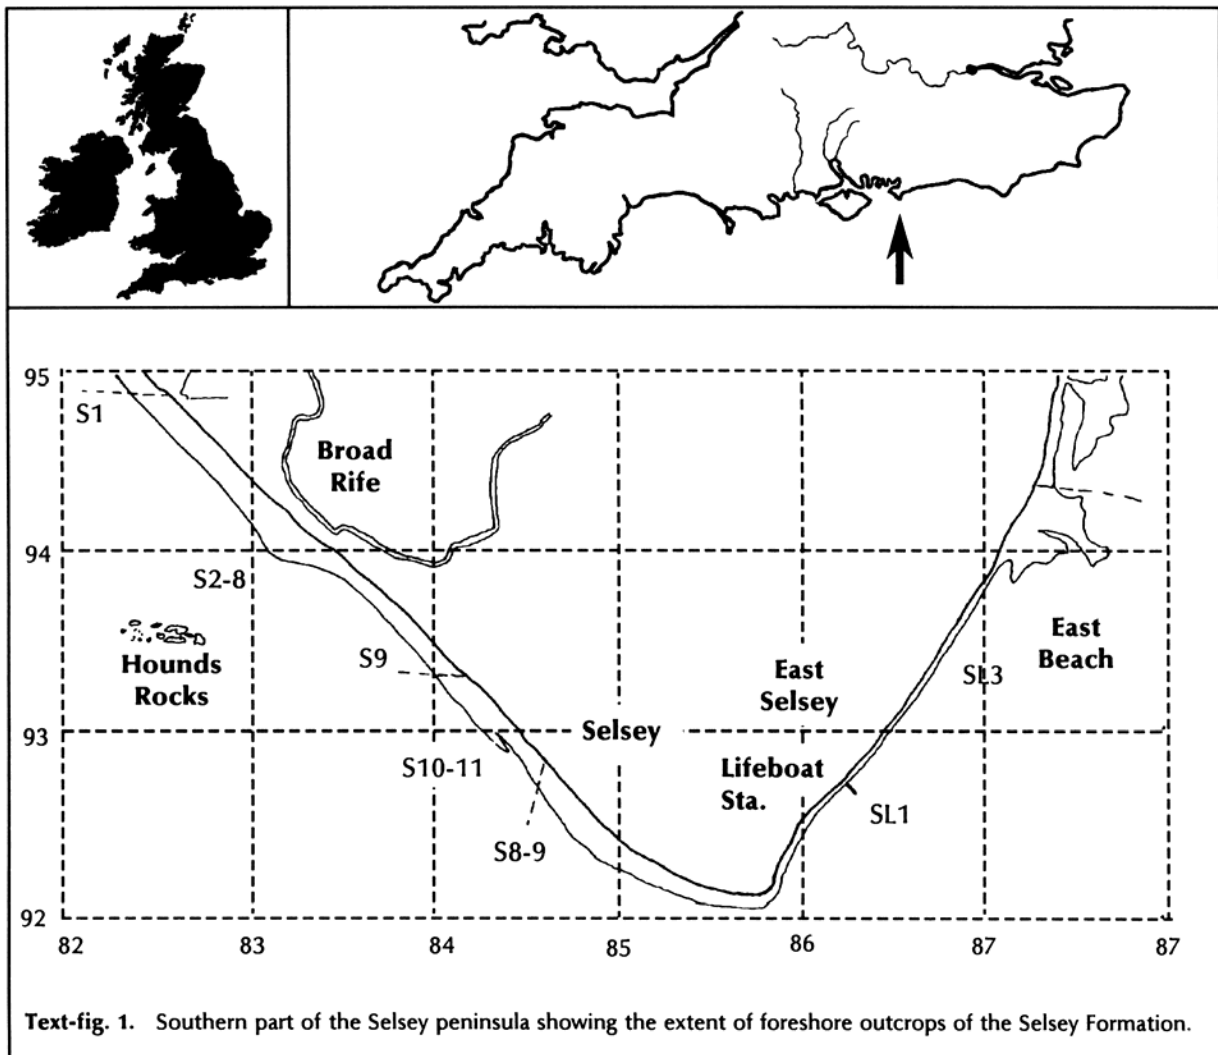 95
S1
Broad
Rife
94
S2-8
Hounds
Rocks
S9
East
Selsey
SL3
East
Beach
93
Selsey
S10-11
Lifeboat
Sta.
SL1
S8-9
92
82 83 84 85 86 87 87
Text-fig. 1. Southern part of the Selsey peninsula showing the extent of foreshore outcrops of the Selsey Formation.